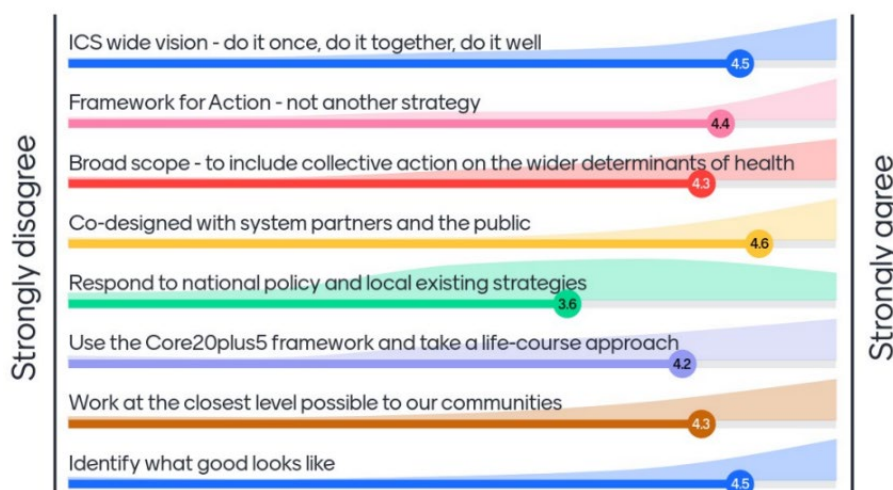 Strongly disagree
ICS wide vision - do it once, do it together, do it well
4.5
Framework for Action - not another strategy
4.4
Broad scope - to include collective action on the wider determinants of health
4.3
Co-designed with system partners and the public
4.6
Respond to national policy and local existing strategies
3.6
Use the Core20plus5 framework and take a life-course approach
4.2
Work at the closest level possible to our communities
4.3
Identify what good looks like
4.5
Strongly agree